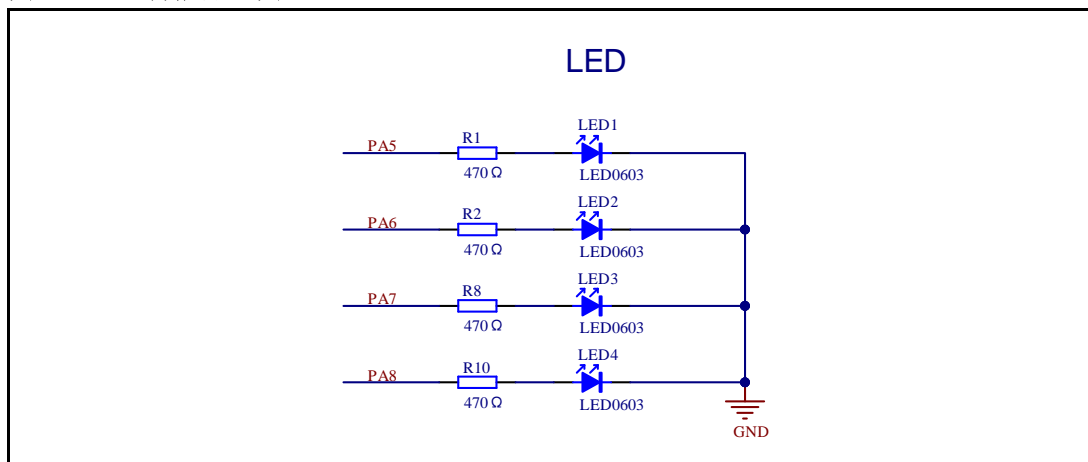 LED
LED1
PA5 R1
470Ω LED0603
LED2
PA6 R2
470Ω LED0603
LED3
PA7 R8
470Ω LED0603
LED4
PA8 R10
470Ω LED0603
GND